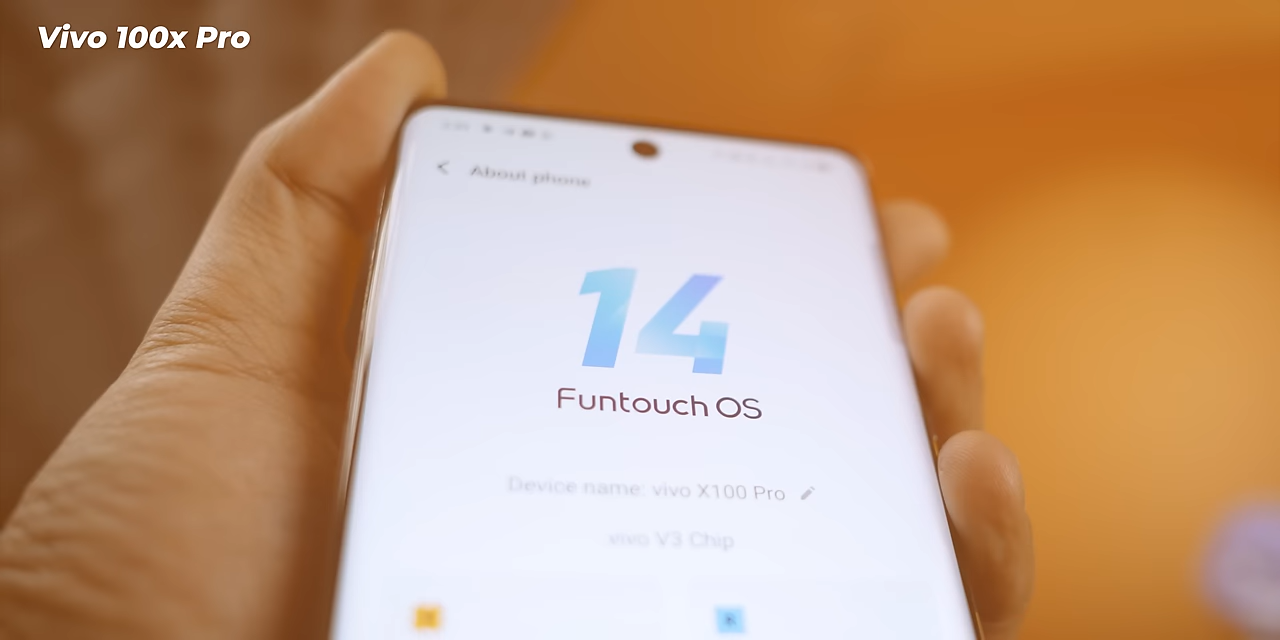 Vivo 100x Pro
About phone
14
Funtouch OS
Device name: vivo X100 Pro
vivo V3 Chip